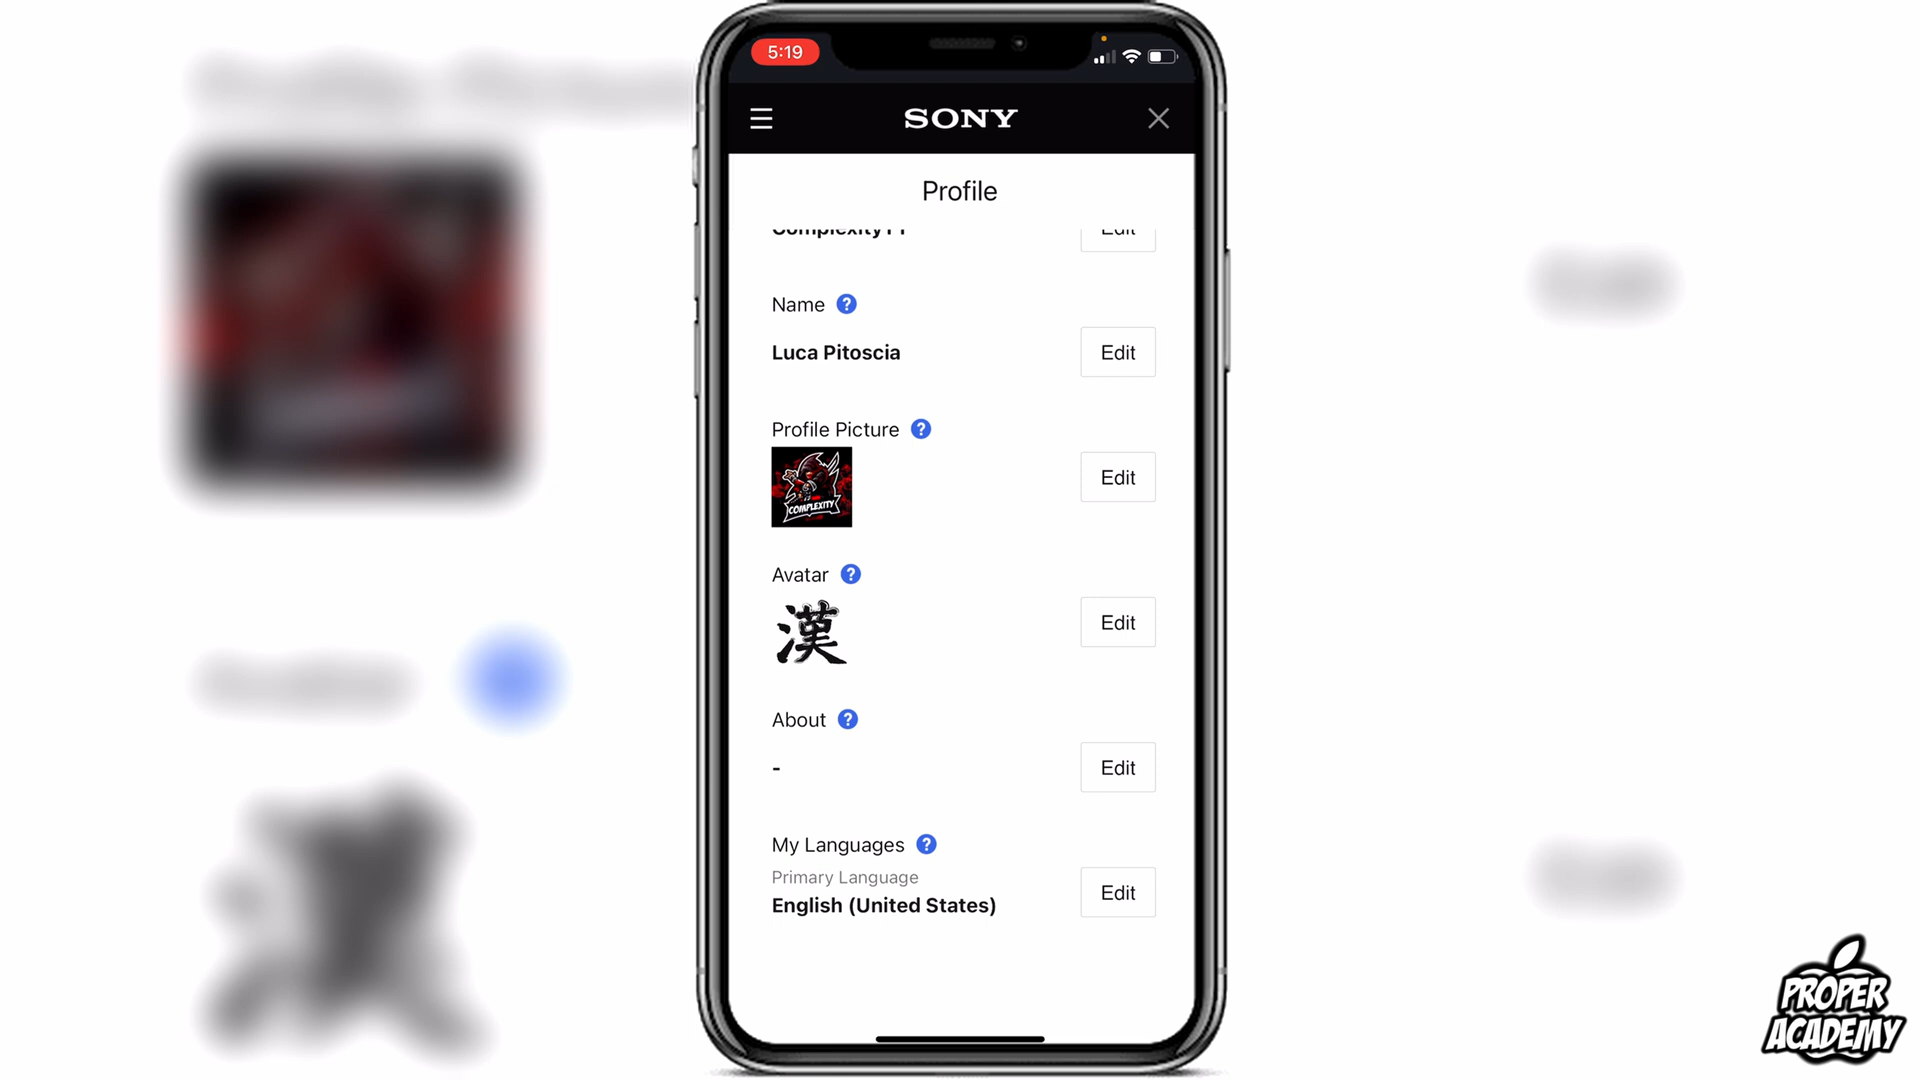 5:19
SONY
Profile
Edit
Name ?
Luca Pitoscia
Edit
Profile Picture ?
COMPLEXITY
Edit
Avatar ?
漢
Edit
About ?
-
Edit
My Languages ?
Primary Language
English (United States)
Edit
PROPER
ACADEMY